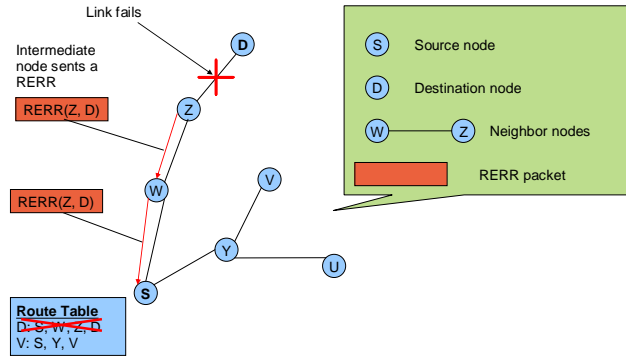 Link fails
Intermediate
node sents a
RERR
RERR(Z, D)
RERR(Z, D)
D
Z
W
V
Y
U
S
Route Table
D: S, W, Z, D
V: S, Y, V
S Source node
D Destination node
W Z Neighbor nodes
RERR packet